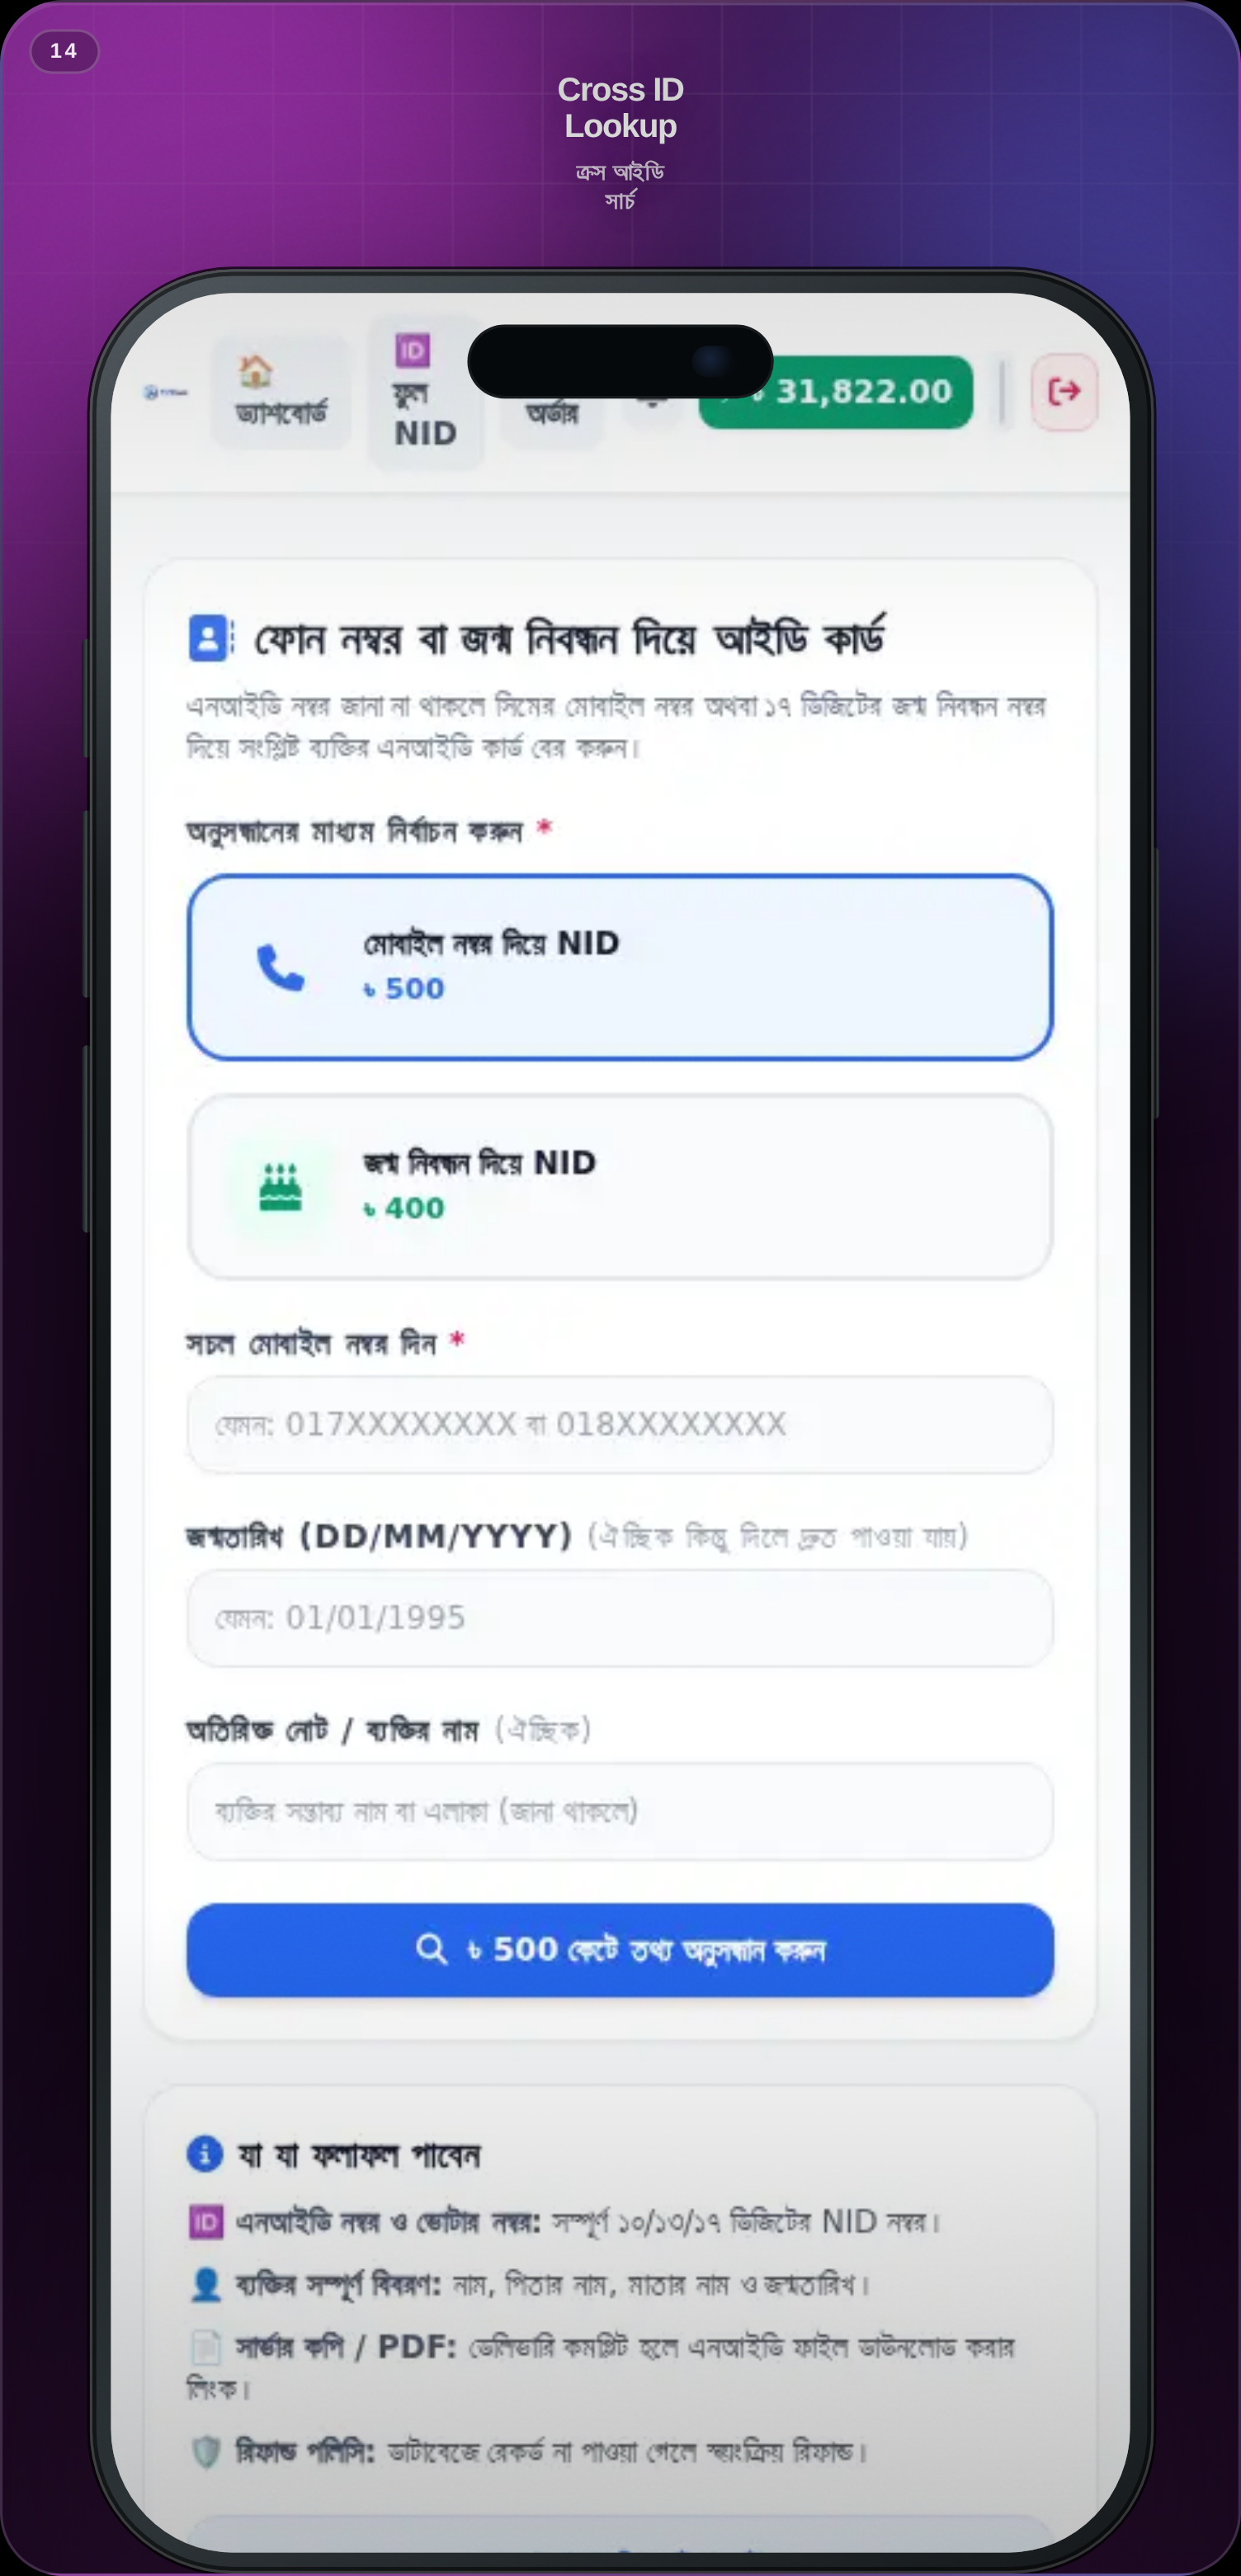 14
Cross ID
Lookup
ক্রস আইডি
সার্চ
🏠
ড্যাশবোর্ড
🆔
ফুল
NID
অর্ডার
৳ 31,822.00
ফোন নম্বর বা জন্ম নিবন্ধন দিয়ে আইডি কার্ড
এনআইডি নম্বর জানা না থাকলে সিমের মোবাইল নম্বর অথবা ১৭ ডিজিটের জন্ম নিবন্ধন নম্বর
দিয়ে সংশ্লিষ্ট ব্যক্তির এনআইডি কার্ড বের করুন।
অনুসন্ধানের মাধ্যম নির্বাচন করুন *
মোবাইল নম্বর দিয়ে NID
৳ 500
জন্ম নিবন্ধন দিয়ে NID
৳ 400
সচল মোবাইল নম্বর দিন *
যেমন: 017XXXXXXXX বা 018XXXXXXXX
জন্মতারিখ (DD/MM/YYYY) (ঐচ্ছিক কিন্তু দিলে দ্রুত পাওয়া যায়)
যেমন: 01/01/1995
অতিরিক্ত নোট / ব্যক্তির নাম (ঐচ্ছিক)
ব্যক্তির সম্ভাব্য নাম বা এলাকা (জানা থাকলে)
৳ 500 কেটে তথ্য অনুসন্ধান করুন
যা যা ফলাফল পাবেন
🆔 এনআইডি নম্বর ও ভোটার নম্বর: সম্পূর্ণ ১০/১৩/১৭ ডিজিটের NID নম্বর।
👤 ব্যক্তির সম্পূর্ণ বিবরণ: নাম, পিতার নাম, মাতার নাম ও জন্মতারিখ।
📄 সার্ভার কপি / PDF: ডেলিভারি কমপ্লিট হলে এনআইডি ফাইল ডাউনলোড করার
লিংক।
🛡️ রিফান্ড পলিসি: ডাটাবেজে রেকর্ড না পাওয়া গেলে স্বয়ংক্রিয় রিফান্ড।